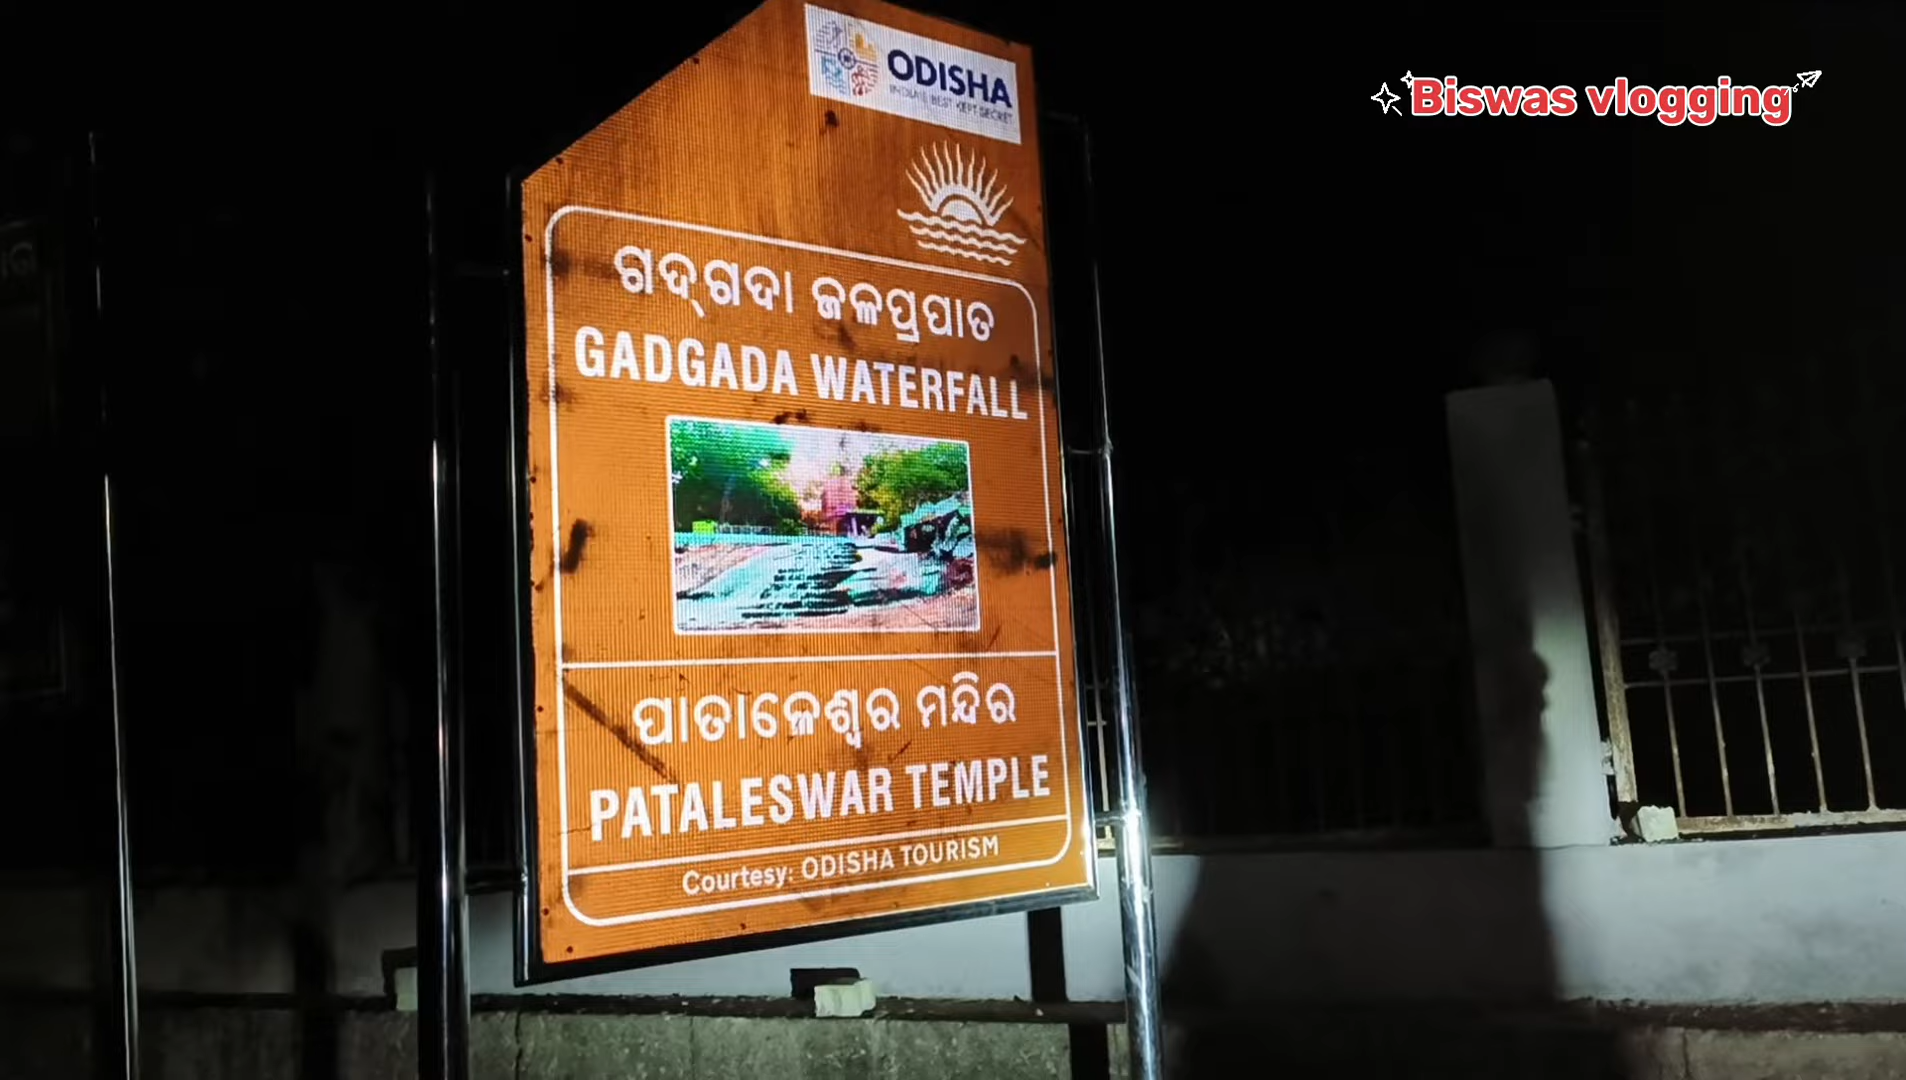 ODISHA
INDIA'S BEST KEPT SECRET
Biswas vlogging
ଗଦ୍‌ଗଦା ଜଳପ୍ରପାତ
GADGADA WATERFALL
ପାତାଳେଶ୍ୱର ମନ୍ଦିର
PATALESWAR TEMPLE
Courtesy: ODISHA TOURISM